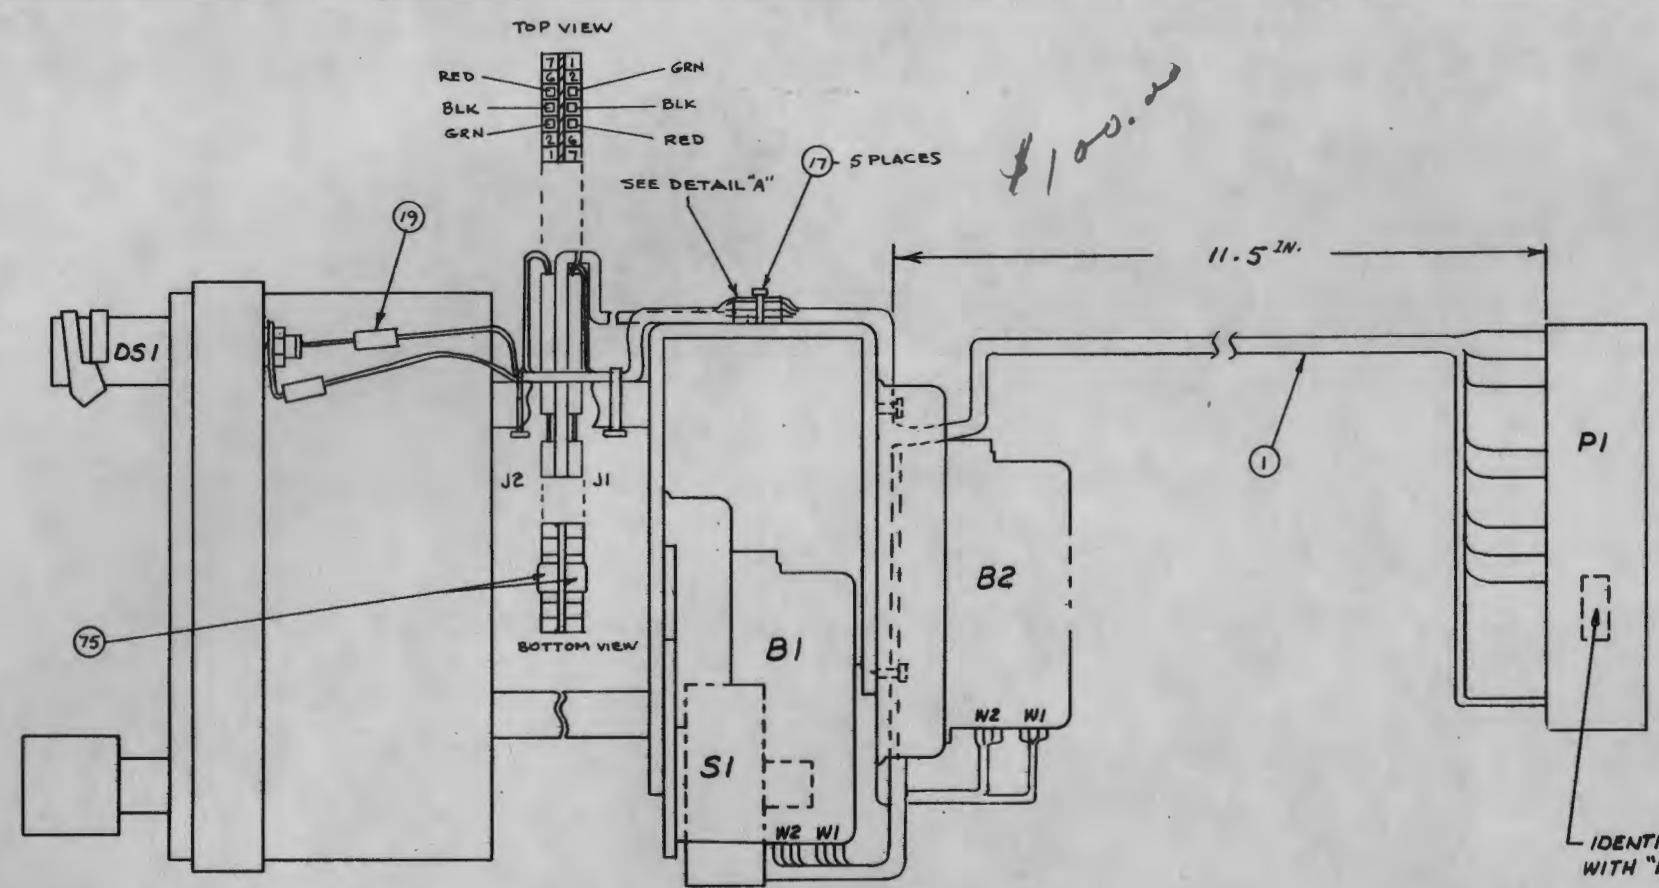 TOP VIEW
7 1
6 2
RED
GRN
BLK
BLK
GRN
RED
2 6
1 7
$100.
17 - 5 PLACES
SEE DETAIL "A"
19
11.5 IN.
DS1
J2
J1
1
P1
B2
75
BOTTOM VIEW
B1
W2 W1
S1
W2 W1
IDENTI
WITH "